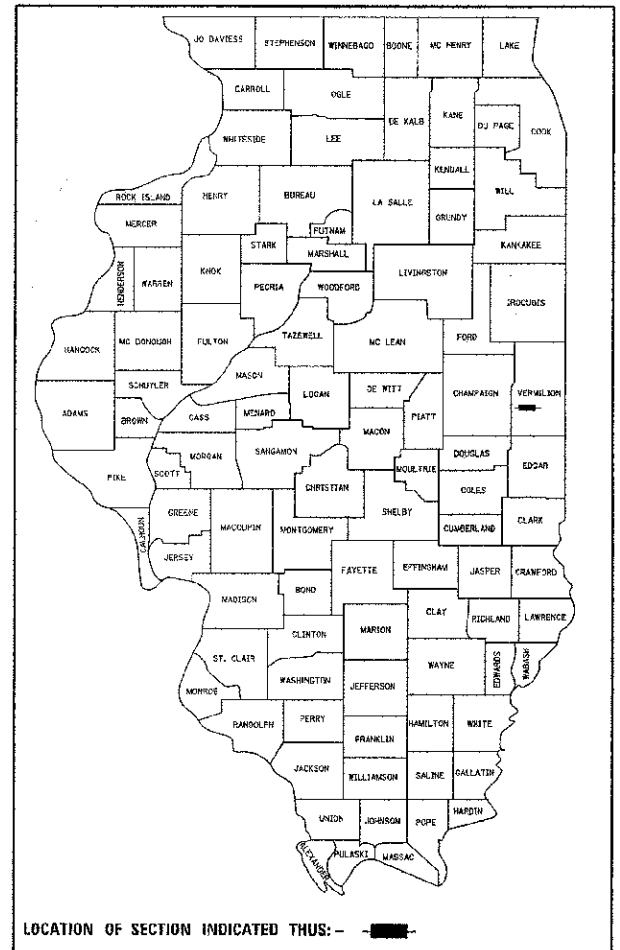 JO DAVIESS STEPHENSON WINNEBAGO BOONE MC HENRY LAKE
CARROLL OGLE DE KALB KANE DU PAGE COOK
WHITESIDE LEE KENDALL WILL
ROCK ISLAND HENRY BUREAU LA SALLE GRUNDY
MERCER STARK PUTNAM MARSHALL KANKAKEE
HENDERSON WARREN KNOX PEORIA WOODFORD LIVINGSTON IROQUOIS
HANCOCK MC DONOUGH FULTON TAZEWELL MC LEAN FORD
SCHUYLER MASON LOGAN DE WITT CHAMPAIGN VERMILION
ADAMS BROWN CASS MENARD MACON PIATT
PIKE SCOTT MORGAN SANGAMON CHRISTIAN MOULTRIE DOUGLAS EDGAR
COLES
CALHOUN GREENE MACOUPIN MONTGOMERY SHELBY CUMBERLAND CLARK
JERSEY FAYETTE EFFINGHAM JASPER CRAWFORD
MADISON BOND CLAY RICHLAND LAWRENCE
CLINTON MARION
ST. CLAIR WAYNE EDWARDS WABASH
MONROE WASHINGTON JEFFERSON
RANDOLPH PERRY FRANKLIN HAMILTON WHITE
JACKSON WILLIAMSON SALINE GALLATIN
UNION JOHNSON POPE HARDIN
ALEXANDER PULASKI MASSAC
LOCATION OF SECTION INDICATED THUS: -